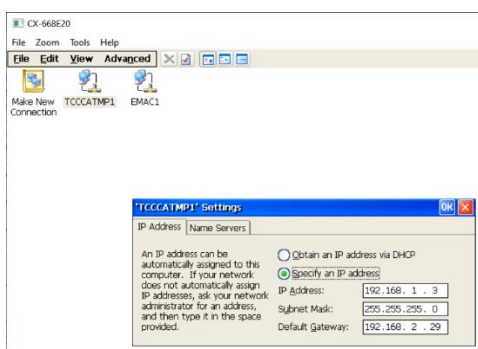 CX-668E20
File Zoom Tools Help
File Edit View Advanced
Make New Connection
TCCCATMP1
EMAC1
'TCCCATMP1' Settings
OK
IP Address
Name Servers
An IP address can be
automatically assigned to this
computer. If your network
does not automatically assign
IP addresses, ask your network
administrator for an address,
and then type it in the space
provided.
Obtain an IP address via DHCP
Specify an IP address
IP Address: 192.168. 1 . 3
Subnet Mask: 255.255.255. 0
Default Gateway: 192.168. 2 . 29